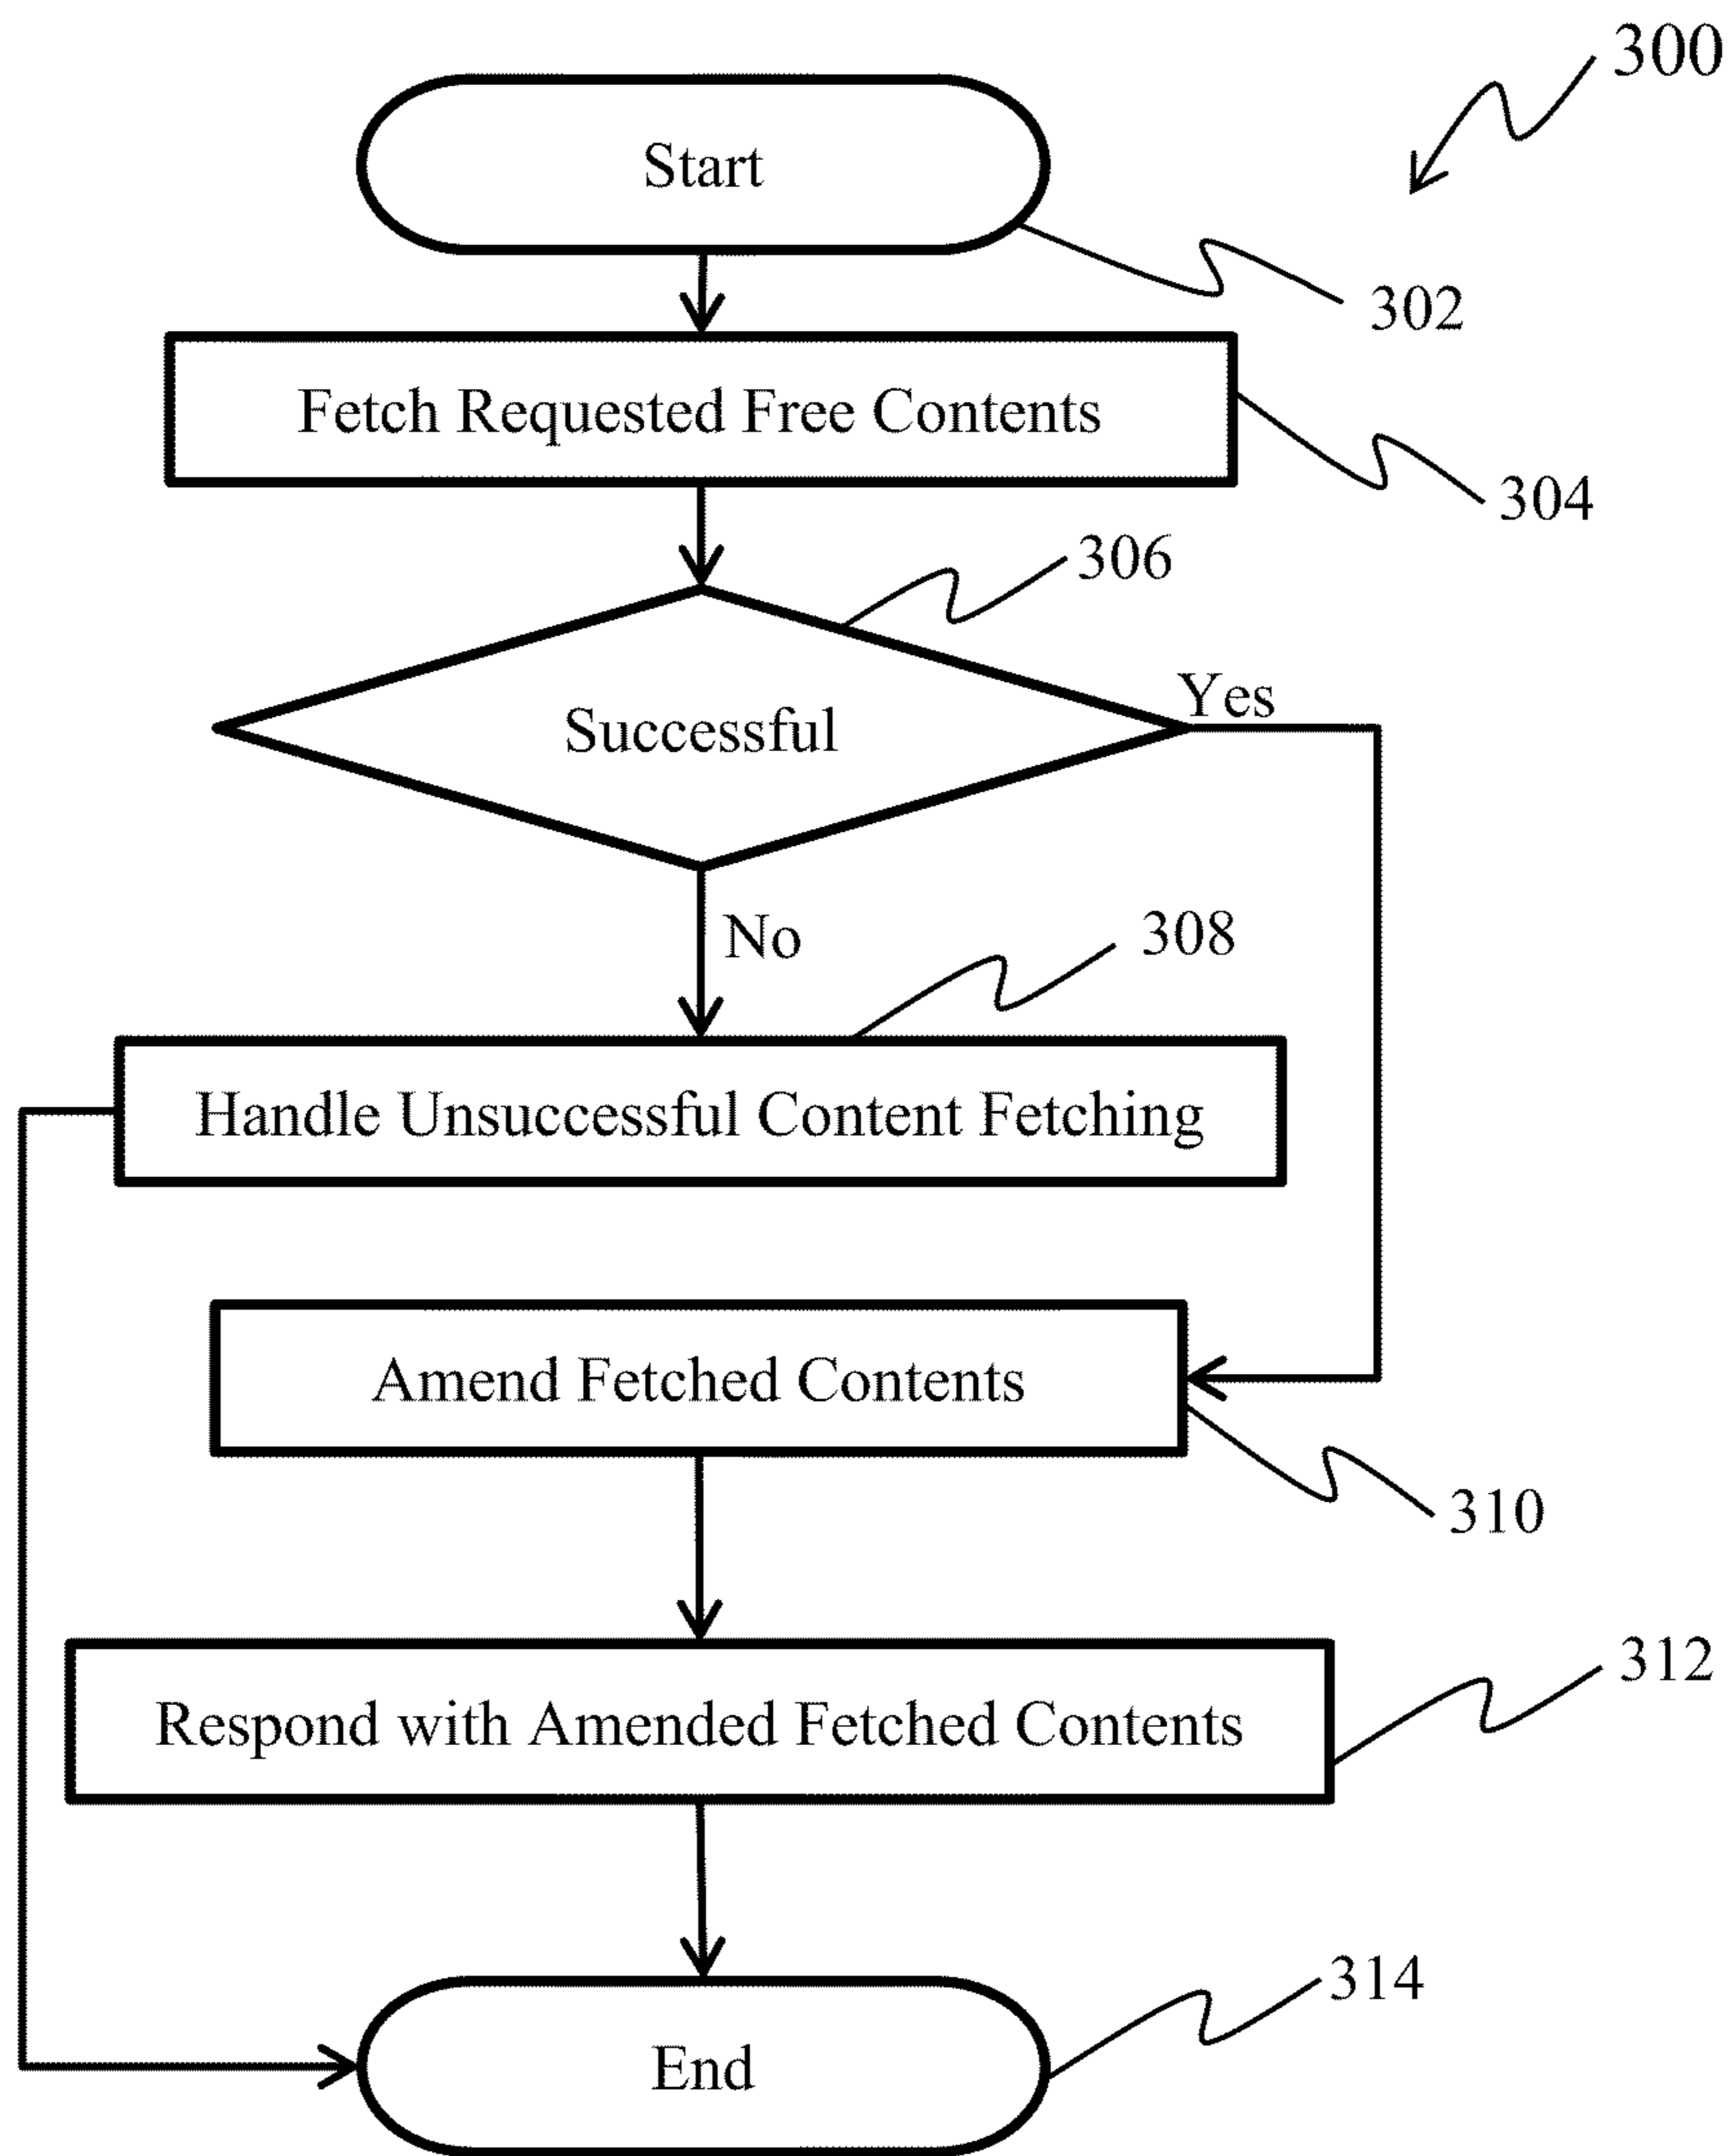 300
Start
302
Fetch Requested Free Contents
304
306
Yes
Successful
No
308
Handle Unsuccessful Content Fetching
Amend Fetched Contents
310
312
Respond with Amended Fetched Contents
314
End